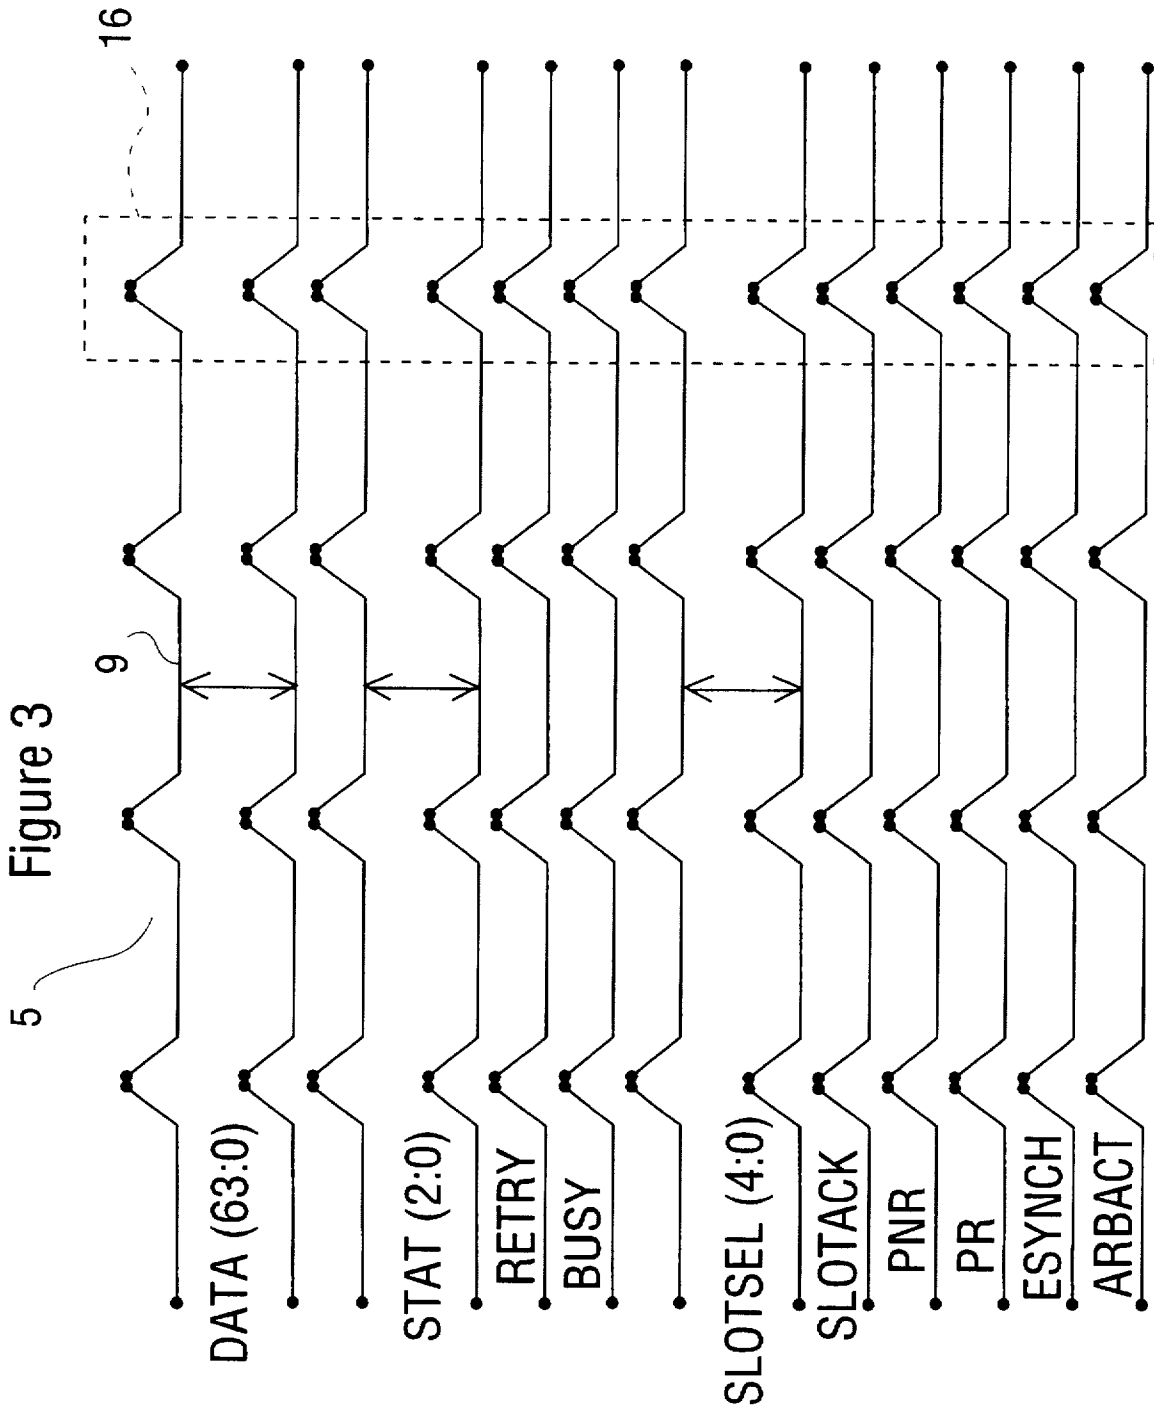 Figure 3
5
9
16
DATA (63:0)
STAT (2:0)
RETRY
BUSY
SLOTSEL (4:0)
SLOTACK
PNR
PR
ESYNCH
ARBACT